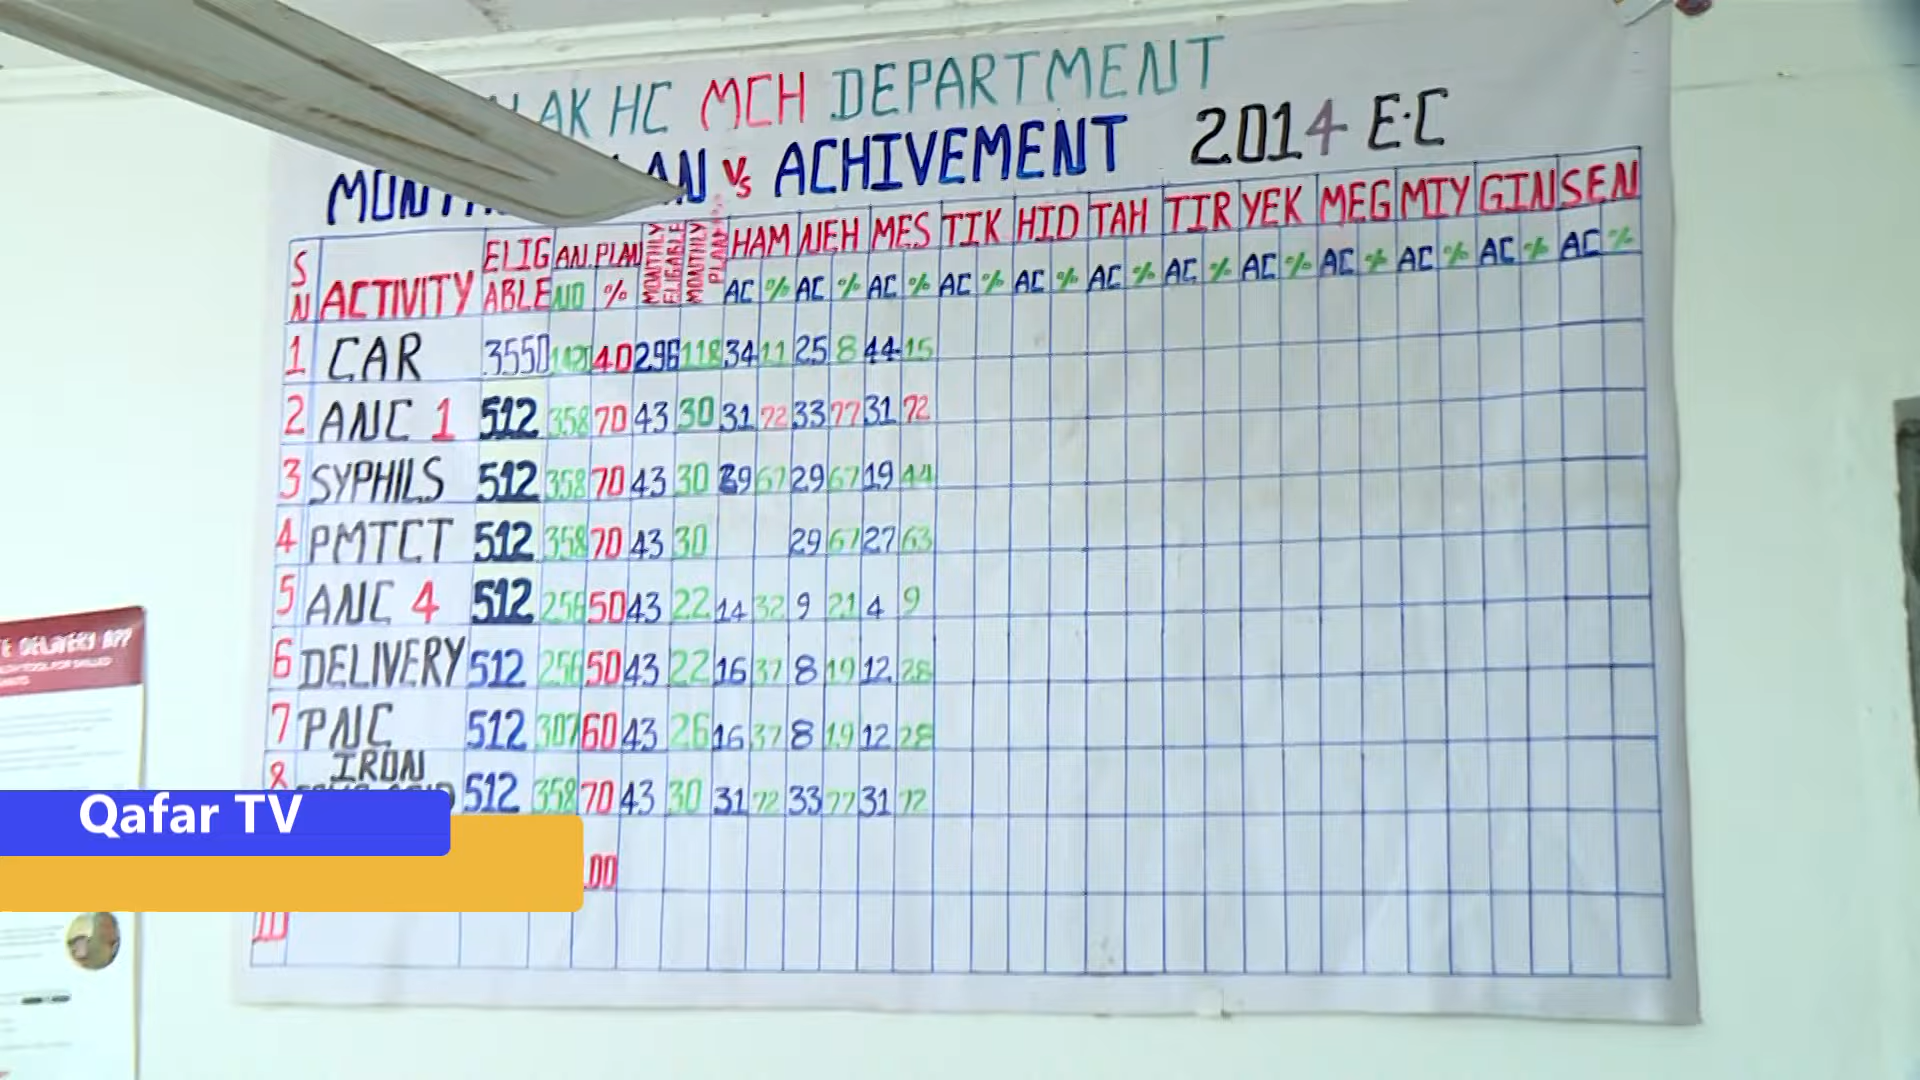 AK HC MCH DEPARTMENT
VS ACHIVEMENT 2014 E.C
SN ACTIVITY ELIGABLE AN.PLAN NO % MONTHLY ELIGABLE MONTHLY PLAN HAM NEH MES TIK HID TAH TIR YEK MEG MIY GIN SEN
AC % AC % AC % AC % AC % AC % AC % AC % AC % AC % AC % AC %
1 CAR 3550 1420 40 296 118 34 11 25 8 44 15
2 ANC 1 512 358 70 43 30 31 72 33 77 31 72
3 SYPHILS 512 358 70 43 30 29 67 29 67 19 44
4 PMTCT 512 358 70 43 30 29 67 27 63
5 ANC 4 512 256 50 43 22 14 32 9 21 4 9
6 DELIVERY 512 256 50 43 22 16 37 8 19 12 28
7 PNC 512 307 60 43 26 16 37 8 19 12 28
8 IRON 512 358 70 43 30 31 72 33 77 31 72
Qafar TV
DELIVERY APP